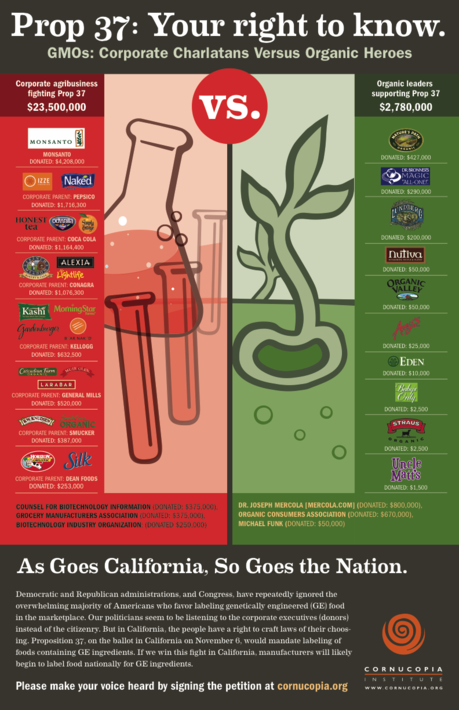 Prop 37: Your right to know.
GMOs: Corporate Charlatans Versus Organic Heroes
Corporate agribusiness
fighting Prop 37
$23,500,000
vs.
Organic leaders
supporting Prop 37
$2,780,000
MONSANTO
MONSANTO
DONATED: $4,208,000
IZZE Naked
CORPORATE PARENT: PEPSICO
DONATED: $1,716,300
HONEST tea odwalla
CORPORATE PARENT: COCA COLA
DONATED: $1,164,400
ALEXIA
Lightlife
CORPORATE PARENT: CONAGRA
DONATED: $1,076,300
Kashi MorningStar
Gardenburger
CORPORATE PARENT: KELLOGG
DONATED: $632,500
Cascadian Farm
LARABAR
CORPORATE PARENT: GENERAL MILLS
DONATED: $520,000
ORGANIC
CORPORATE PARENT: SMUCKER
DONATED: $387,000
HORIZON Silk
CORPORATE PARENT: DEAN FOODS
DONATED: $253,000
NATURE'S PATH
DONATED: $427,000
DR. BRONNER'S
MAGIC
"ALL-ONE!"
DONATED: $290,000
DONATED: $200,000
nutiva
DONATED: $50,000
ORGANIC
VALLEY
DONATED: $50,000
Amy's
DONATED: $25,000
EDEN
DONATED: $10,000
DONATED: $2,500
STRAUS
ORGANIC
DONATED: $2,500
Uncle
Matt's
DONATED: $1,500
COUNSEL FOR BIOTECHNOLOGY INFORMATION (DONATED: $375,000),
GROCERY MANUFACTURERS ASSOCIATION (DONATED: $375,000),
BIOTECHNOLOGY INDUSTRY ORGANIZATION (DONATED: $250,000)
DR. JOSEPH MERCOLA [MERCOLA.COM] (DONATED: $800,000),
ORGANIC CONSUMERS ASSOCIATION (DONATED: $670,000),
MICHAEL FUNK (DONATED: $50,000)
As Goes California, So Goes the Nation.
Democratic and Republican administrations, and Congress, have repeatedly ignored the
overwhelming majority of Americans who favor labeling genetically engineered (GE) food
in the marketplace. Our politicians seem to be listening to the corporate executives (donors)
instead of the citizenry. But in California, the people have a right to craft laws of their choos-
ing. Proposition 37, on the ballot in California on November 6, would mandate labeling of
foods containing GE ingredients. If we win this fight in California, manufacturers will likely
begin to label food nationally for GE ingredients.
Please make your voice heard by signing the petition at cornucopia.org
CORNUCOPIA
INSTITUTE
WWW.CORNUCOPIA.ORG